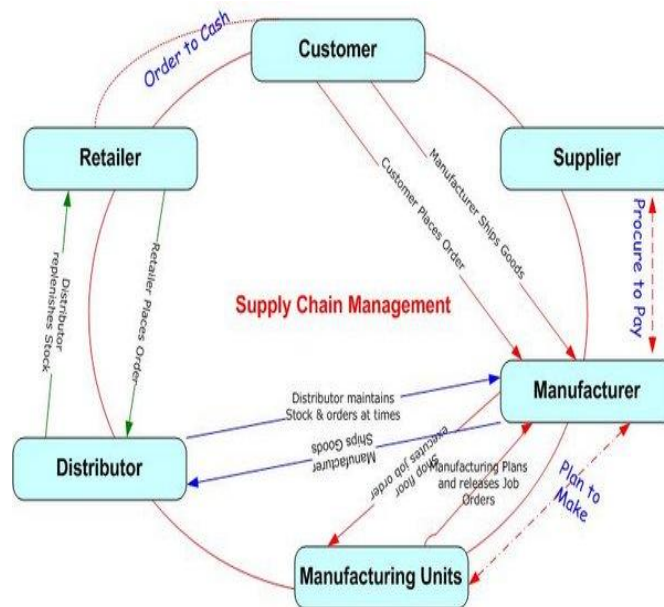 Order to Cash
Customer
Retailer
Supplier
Customer Places Order
Manufacturer Ships Goods
Procure to Pay
Distributor
replenishes Stock
Retailer Places Order
Supply Chain Management
Manufacturer
Distributor maintains
Stock & orders at times
Manufacturer
Ships Goods
Shop floor
executes job order
Manufacturing Plans
and releases Job
Orders
Distributor
Plan to
Make
Manufacturing Units